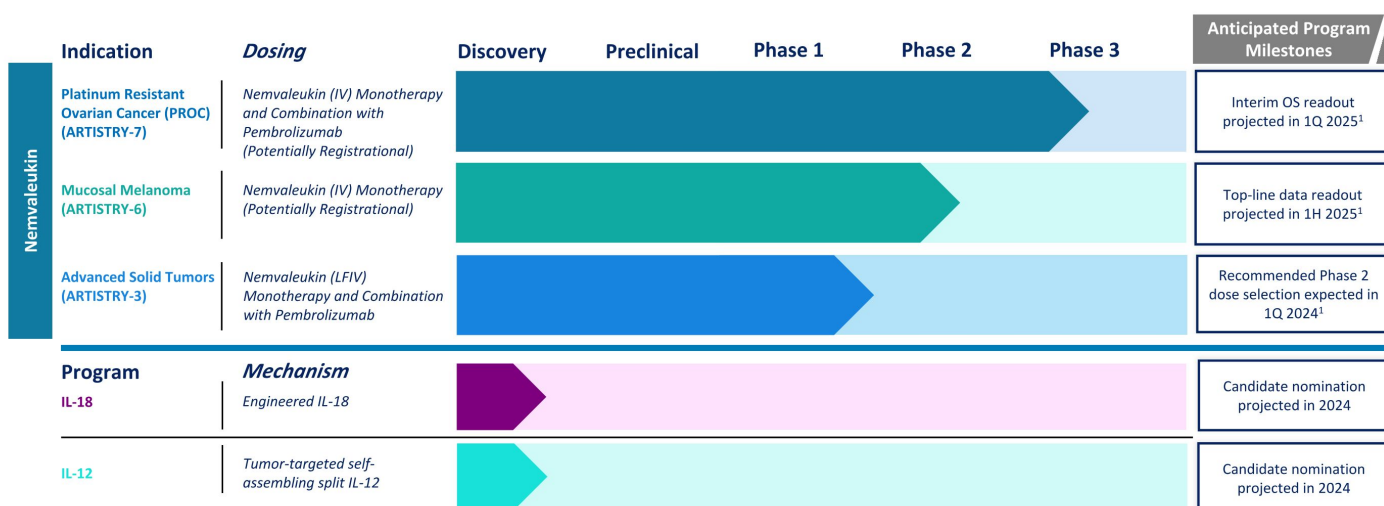 Anticipated Program
Milestones
Indication
Dosing
Discovery
Preclinical
Phase 1
Phase 2
Phase 3
Nemvaleukin
Platinum Resistant
Ovarian Cancer (PROC)
(ARTISTRY-7)
Nemvaleukin (IV) Monotherapy
and Combination with
Pembrolizumab
(Potentially Registrational)
Interim OS readout
projected in 1Q 2025¹
Mucosal Melanoma
(ARTISTRY-6)
Nemvaleukin (IV) Monotherapy
(Potentially Registrational)
Top-line data readout
projected in 1H 2025¹
Advanced Solid Tumors
(ARTISTRY-3)
Nemvaleukin (LFIV)
Monotherapy and Combination
with Pembrolizumab
Recommended Phase 2
dose selection expected in
1Q 2024¹
Program
Mechanism
IL-18
Engineered IL-18
Candidate nomination
projected in 2024
IL-12
Tumor-targeted self-
assembling split IL-12
Candidate nomination
projected in 2024